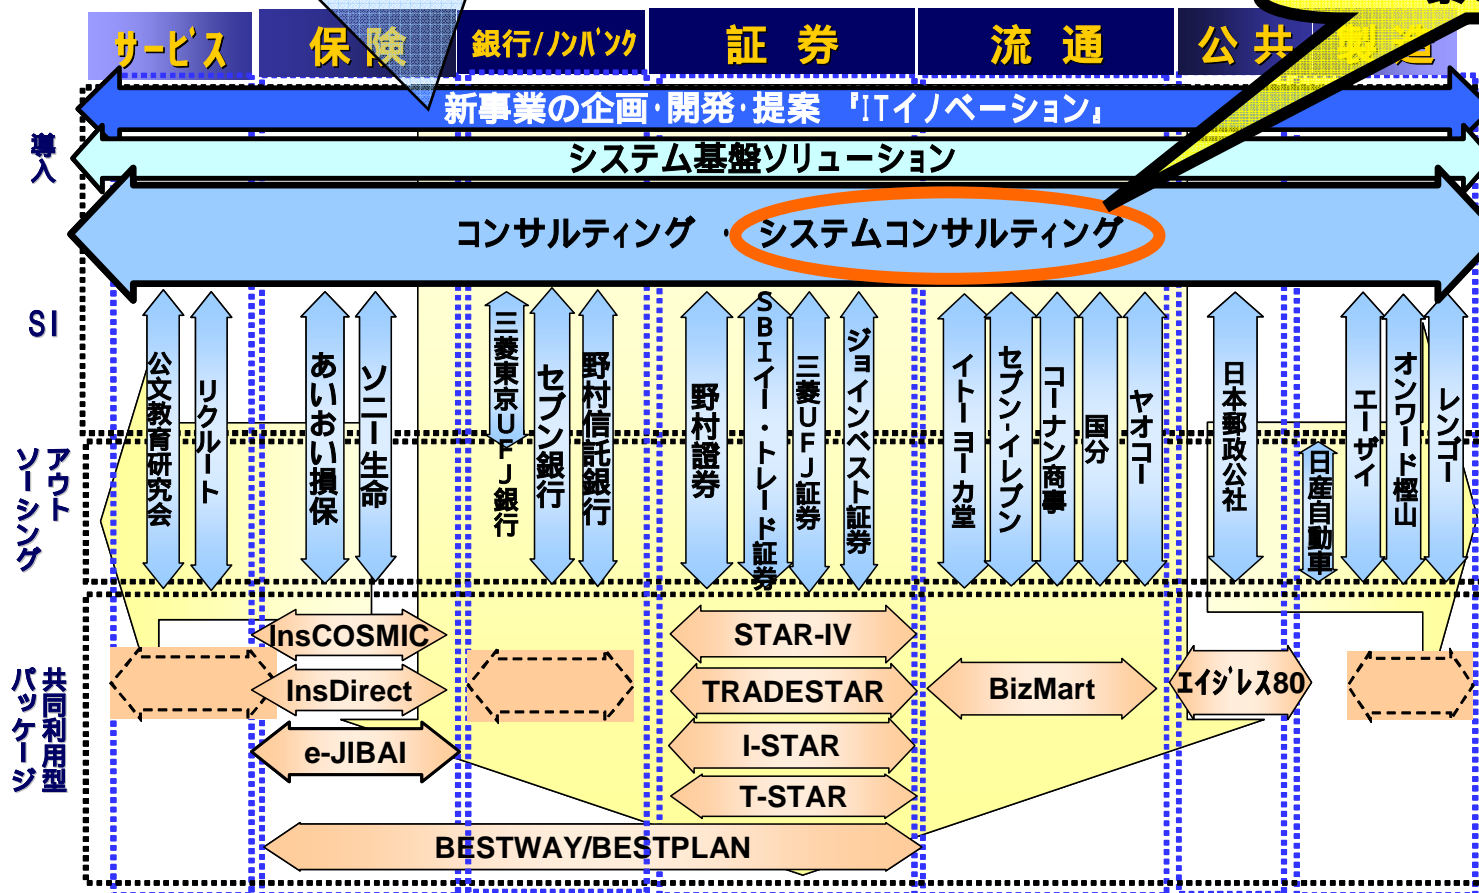 サービス
保険
銀行/ノンバンク
証券
流通
公共
製造
新事業の企画・開発・提案 『ITイノベーション』
導入
システム基盤ソリューション
コンサルティング ・ システムコンサルティング
SI
公文教育研究会
リクルート
あいおい損保
ソニー生命
三菱東京UFJ銀行
セブン銀行
野村信託銀行
野村證券
SBIイー・トレード証券
三菱UFJ証券
ジョインベスト証券
イトーヨーカ堂
セブン-イレブン
コーナン商事
国分
ヤオコー
日本郵政公社
日産自動車
エーザイ
オンワード樫山
レンゴー
アウト
ソーシング
共同利用型
パッケージ
InsCOSMIC
InsDirect
e-JIBAI
STAR-IV
TRADESTAR
I-STAR
T-STAR
BizMart
エイジレス80
BESTWAY/BESTPLAN